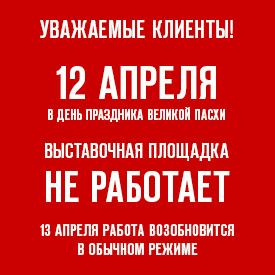 УВАЖАЕМЫЕ КЛИЕНТЫ!
12 АПРЕЛЯ
В ДЕНЬ ПРАЗДНИКА ВЕЛИКОЙ ПАСХИ
ВЫСТАВОЧНАЯ ПЛОЩАДКА
НЕ РАБОТАЕТ
13 АПРЕЛЯ РАБОТА ВОЗОБНОВИТСЯ
В ОБЫЧНОМ РЕЖИМЕ